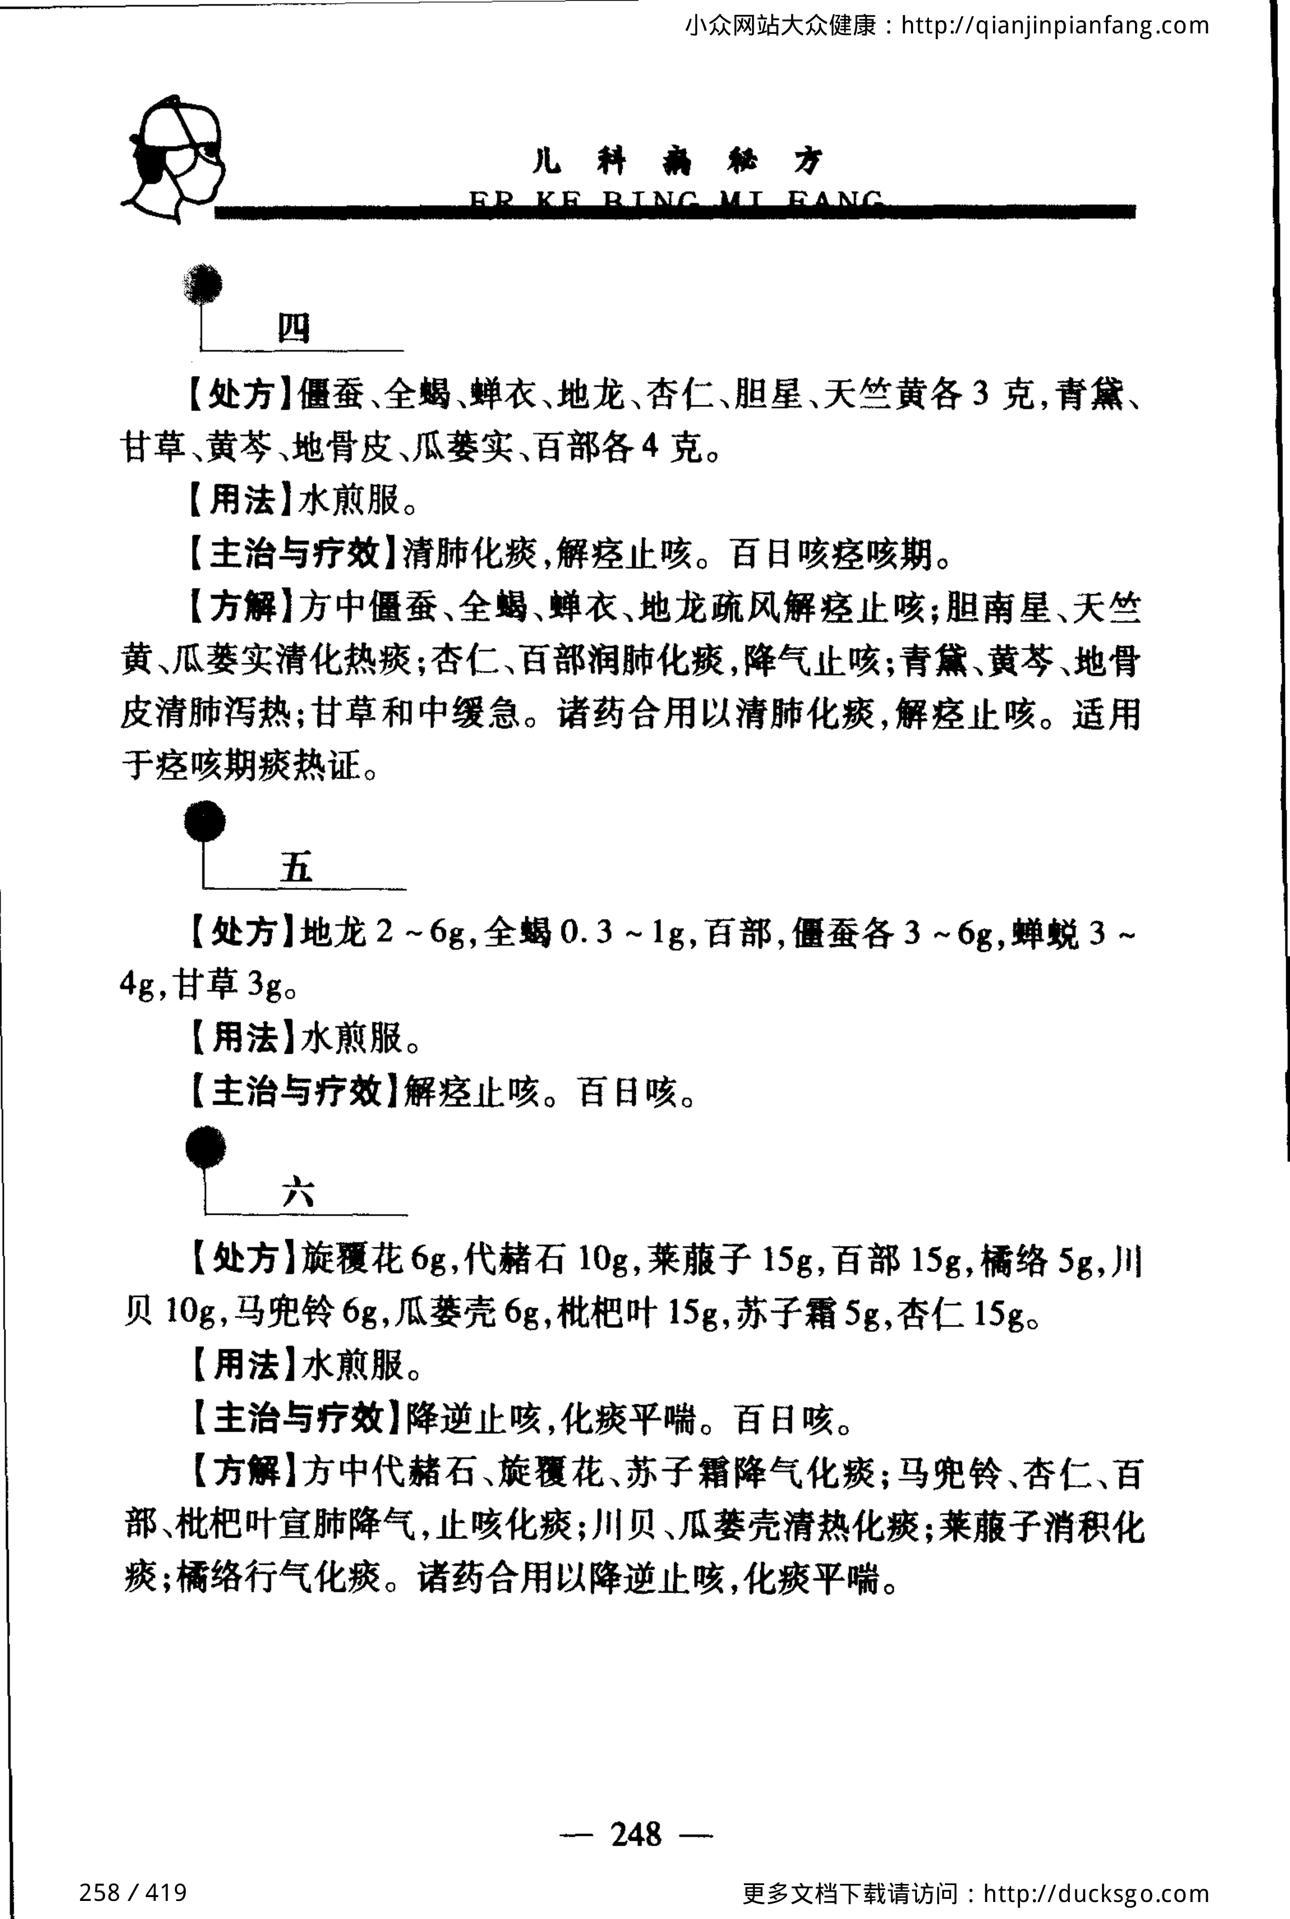 小众网站大众健康：http://qianjinpianfang.com
儿科病秘方
ER KE BING MI FANG
四
【处方】僵蚕、全蝎、蝉衣、地龙、杏仁、胆星、天竺黄各 3 克，青黛、
甘草、黄芩、地骨皮、瓜蒌实、百部各 4 克。
【用法】水煎服。
【主治与疗效】清肺化痰，解痉止咳。百日咳痉咳期。
【方解】方中僵蚕、全蝎、蝉衣、地龙疏风解痉止咳；胆南星、天竺
黄、瓜蒌实清化热痰；杏仁、百部润肺化痰，降气止咳；青黛、黄芩、地骨
皮清肺泻热；甘草和中缓急。诸药合用以清肺化痰，解痉止咳。适用
于痉咳期痰热证。
五
【处方】地龙 2 ~ 6g，全蝎 0.3 ~ 1g，百部，僵蚕各 3 ~ 6g，蝉蜕 3 ~
4g，甘草 3g。
【用法】水煎服。
【主治与疗效】解痉止咳。百日咳。
六
【处方】旋覆花 6g，代赭石 10g，莱菔子 15g，百部 15g，橘络 5g，川
贝 10g，马兜铃 6g，瓜蒌壳 6g，枇杷叶 15g，苏子霜 5g，杏仁 15g。
【用法】水煎服。
【主治与疗效】降逆止咳，化痰平喘。百日咳。
【方解】方中代赭石、旋覆花、苏子霜降气化痰；马兜铃、杏仁、百
部、枇杷叶宣肺降气，止咳化痰；川贝、瓜蒌壳清热化痰；莱菔子消积化
痰；橘络行气化痰。诸药合用以降逆止咳，化痰平喘。
— 248 —
258 / 419
更多文档下载请访问：http://ducksgo.com